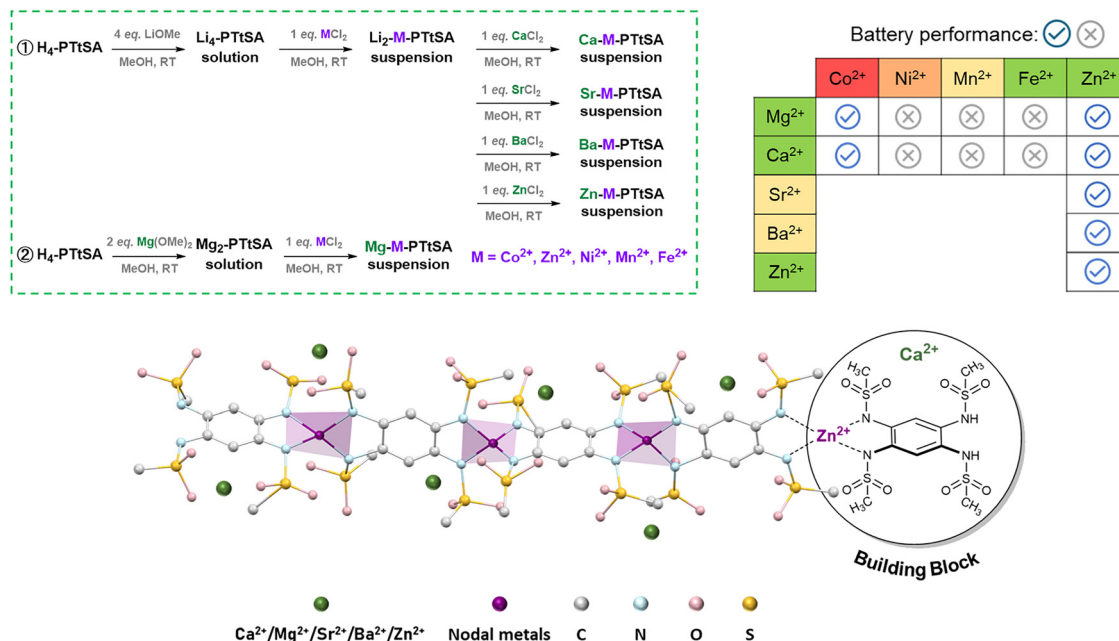 ① H₄-PTtSA
4 eq. LiOMe
MeOH, RT
Li₄-PTtSA
solution
1 eq. MCl₂
MeOH, RT
Li₂-M-PTtSA
suspension
1 eq. CaCl₂
MeOH, RT
Ca-M-PTtSA
suspension
1 eq. SrCl₂
MeOH, RT
Sr-M-PTtSA
suspension
1 eq. BaCl₂
MeOH, RT
Ba-M-PTtSA
suspension
1 eq. ZnCl₂
MeOH, RT
Zn-M-PTtSA
suspension
② H₄-PTtSA
2 eq. Mg(OMe)₂
MeOH, RT
Mg₂-PTtSA
solution
1 eq. MCl₂
MeOH, RT
Mg-M-PTtSA
suspension
M = Co²⁺, Zn²⁺, Ni²⁺, Mn²⁺, Fe²⁺
Battery performance:
Co²⁺ Ni²⁺ Mn²⁺ Fe²⁺ Zn²⁺
Mg²⁺
Ca²⁺
Sr²⁺
Ba²⁺
Zn²⁺
Ca²⁺
H₃C CH₃
O S O O S O
N NH
Zn²⁺
N NH
O S O O S O
CH₃ CH₃
Building Block
Ca²⁺/Mg²⁺/Sr²⁺/Ba²⁺/Zn²⁺ Nodal metals C N O S